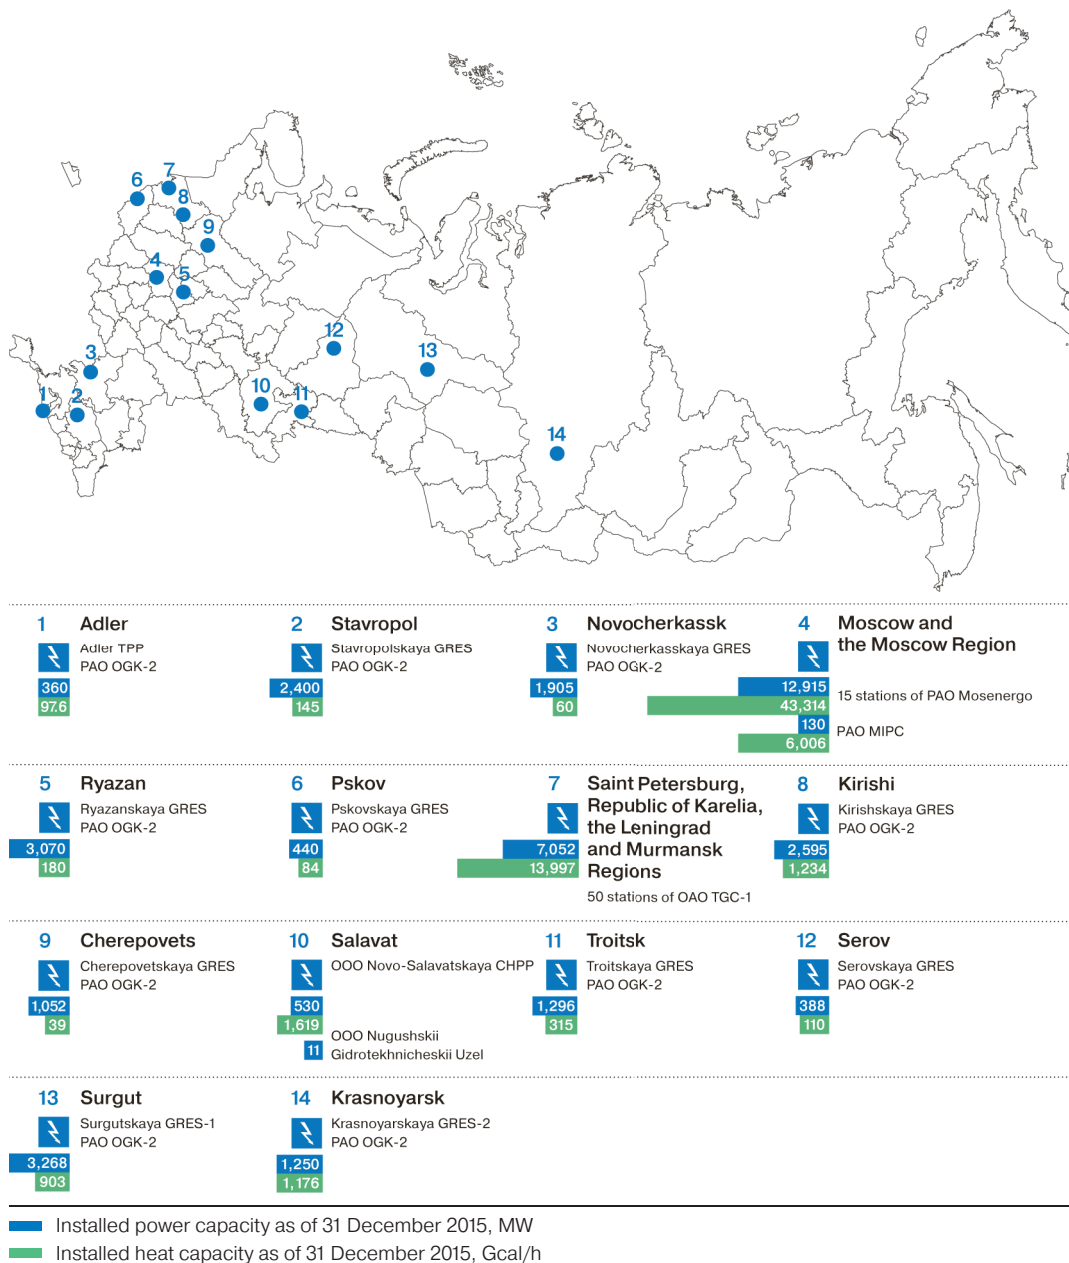 6
7
8
9
4
5
12
3
13
1
2
10
11
14
1
Adler
Adler TPP
PAO OGK-2
360
97.6
2
Stavropol
Stavropolskaya GRES
PAO OGK-2
2,400
145
3
Novocherkassk
Novocherkasskaya GRES
PAO OGK-2
1,905
60
4
Moscow and
the Moscow Region
12,915
43,314
15 stations of PAO Mosenergo
130
6,006
PAO MIPC
5
Ryazan
Ryazanskaya GRES
PAO OGK-2
3,070
180
6
Pskov
Pskovskaya GRES
PAO OGK-2
440
84
7
Saint Petersburg,
Republic of Karelia,
the Leningrad
and Murmansk
Regions
50 stations of OAO TGC-1
7,052
13,997
8
Kirishi
Kirishskaya GRES
PAO OGK-2
2,595
1,234
9
Cherepovets
Cherepovetskaya GRES
PAO OGK-2
1,052
39
10
Salavat
OOO Novo-Salavatskaya CHPP
530
1,619
OOO Nugushskii
Gidrotekhnicheskii Uzel
11
11
Troitsk
Troitskaya GRES
PAO OGK-2
1,296
315
12
Serov
Serovskaya GRES
PAO OGK-2
388
110
13
Surgut
Surgutskaya GRES-1
PAO OGK-2
3,268
903
14
Krasnoyarsk
Krasnoyarskaya GRES-2
PAO OGK-2
1,250
1,176
Installed power capacity as of 31 December 2015, MW
Installed heat capacity as of 31 December 2015, Gcal/h